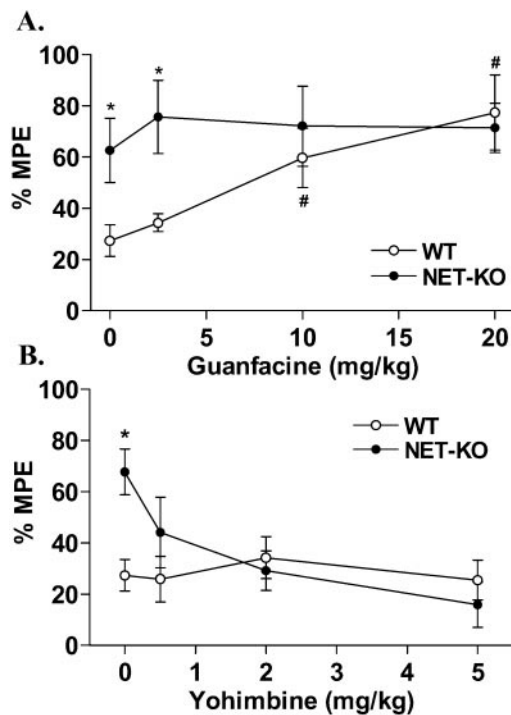 A.
* * #
100
80
60
40
20
0
% MPE
#
WT
NET-KO
0 5 10 15 20
Guanfacine (mg/kg)
B.
*
100
80
60
40
20
0
% MPE
WT
NET-KO
0 1 2 3 4 5
Yohimbine (mg/kg)